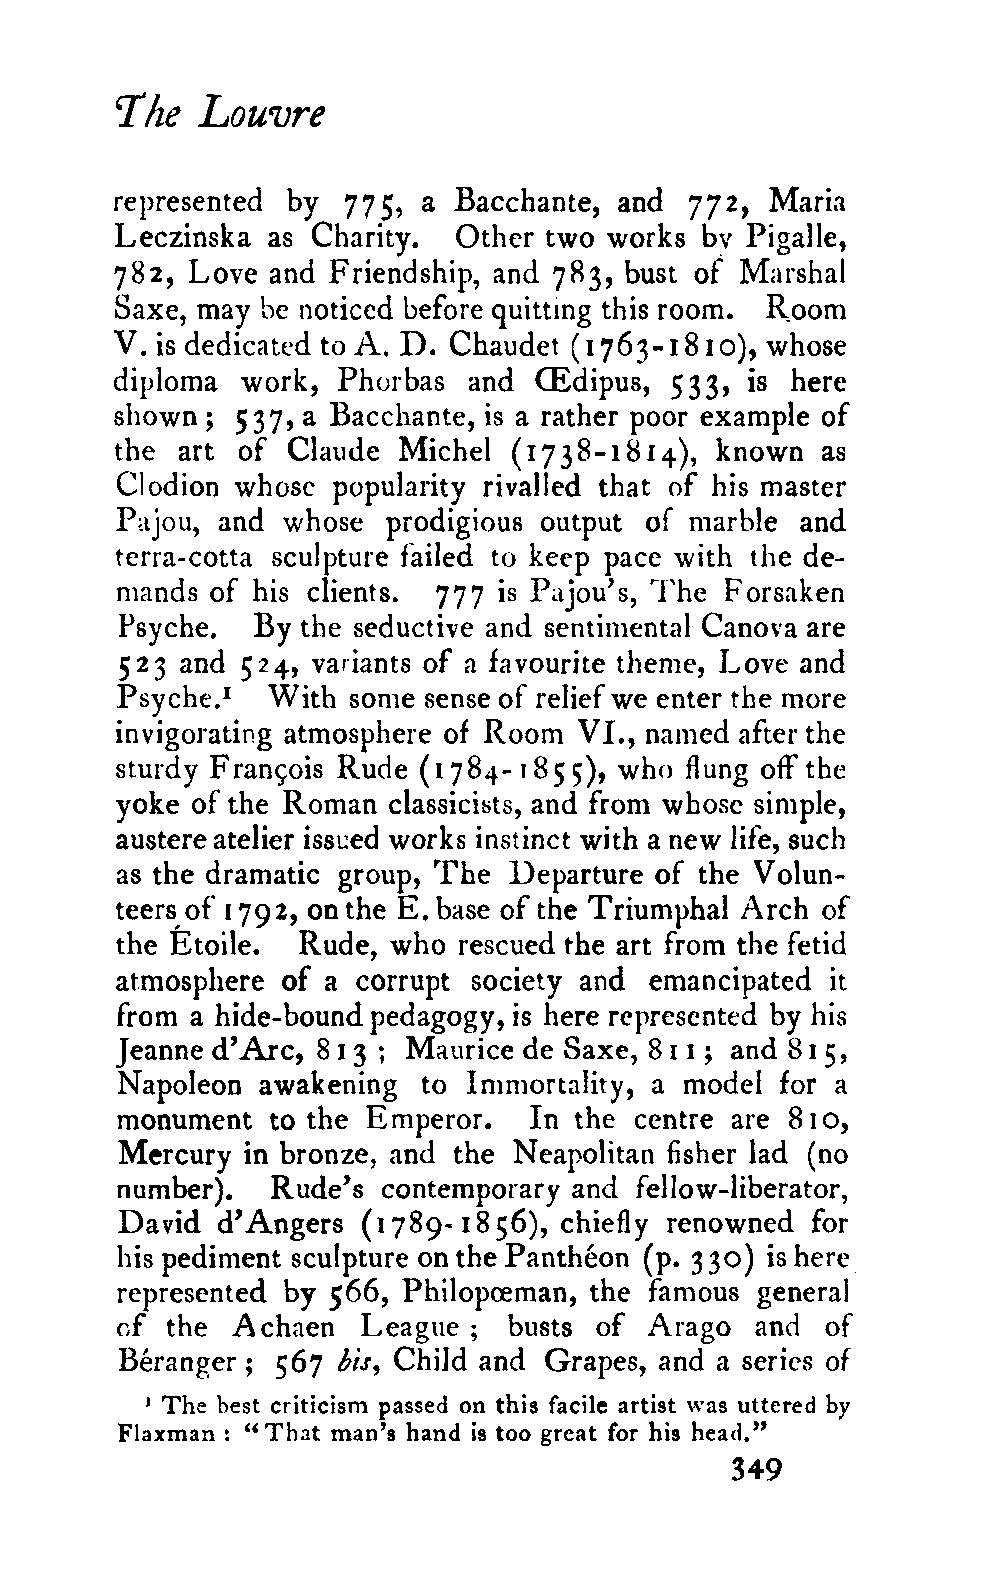 The Louvre
represented by 775, a Bacchante, and 772, Maria
Leczinska as Charity. Other two works by Pigalle,
782, Love and Friendship, and 783, bust of Marshal
Saxe, may be noticed before quitting this room. Room
V. is dedicated to A. D. Chaudet (1763-1810), whose
diploma work, Phorbas and Œdipus, 533, is here
shown; 537, a Bacchante, is a rather poor example of
the art of Claude Michel (1738-1814), known as
Clodion whose popularity rivalled that of his master
Pajou, and whose prodigious output of marble and
terra-cotta sculpture failed to keep pace with the de-
mands of his clients. 777 is Pajou's, The Forsaken
Psyche. By the seductive and sentimental Canova are
523 and 524, variants of a favourite theme, Love and
Psyche.¹ With some sense of relief we enter the more
invigorating atmosphere of Room VI., named after the
sturdy François Rude (1784-1855), who flung off the
yoke of the Roman classicists, and from whose simple,
austere atelier issued works instinct with a new life, such
as the dramatic group, The Departure of the Volun-
teers of 1792, on the E. base of the Triumphal Arch of
the Étoile. Rude, who rescued the art from the fetid
atmosphere of a corrupt society and emancipated it
from a hide-bound pedagogy, is here represented by his
Jeanne d'Arc, 813 ; Maurice de Saxe, 811; and 815,
Napoleon awakening to Immortality, a model for a
monument to the Emperor. In the centre are 810,
Mercury in bronze, and the Neapolitan fisher lad (no
number). Rude's contemporary and fellow-liberator,
David d'Angers (1789-1856), chiefly renowned for
his pediment sculpture on the Panthéon (p. 330) is here
represented by 566, Philopœman, the famous general
of the Achaen League ; busts of Arago and of
Béranger ; 567 bis, Child and Grapes, and a series of
¹ The best criticism passed on this facile artist was uttered by
Flaxman : "That man's hand is too great for his head."
349